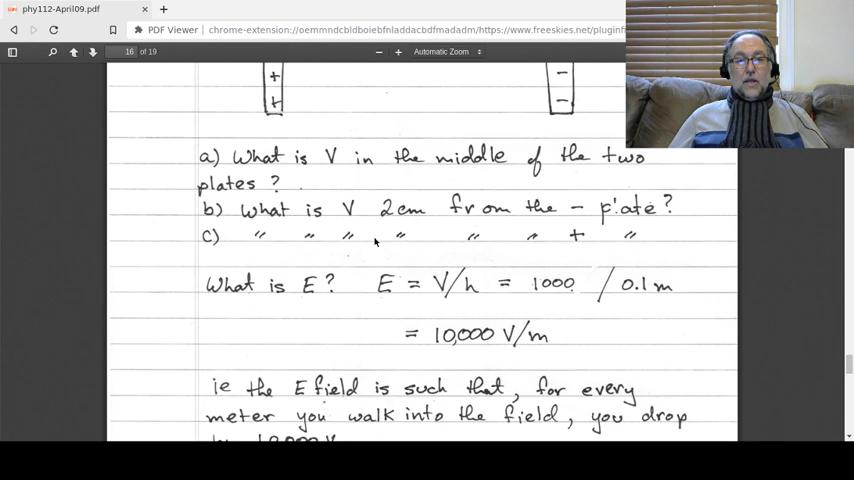 phy112-April09.pdf
PDF Viewer
chrome-extension://oemmndcbldboiebfnladdacbdfmadadm/https://www.freeskies.net/pluginfi
16 of 19
Automatic Zoom
+ −
+ −
a) What is V in the middle of the two
plates ?
b) What is V 2cm from the - plate ?
c) " " " " " " + "
What is E? E = V/h = 1000 / 0.1 m
= 10,000 V/m
ie the E field is such that, for every
meter you walk into the field, you drop